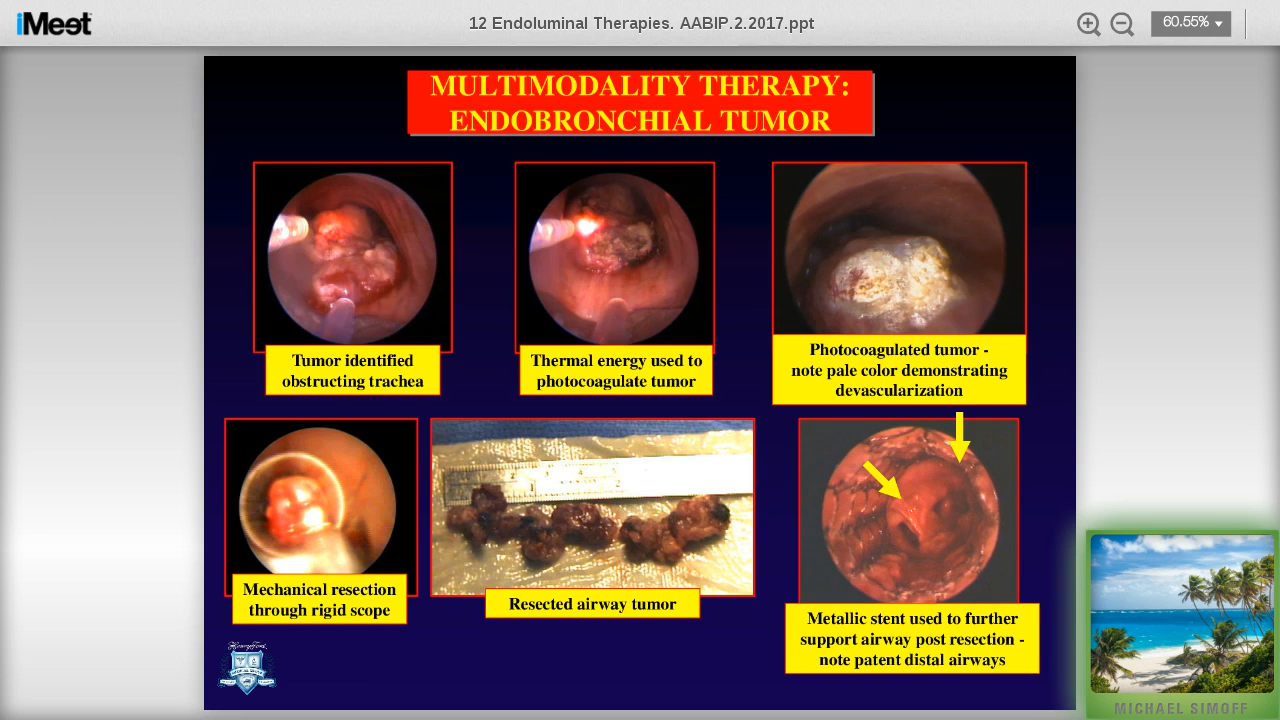 iMeet
12 Endoluminal Therapies. AABIP.2.2017.ppt
60.55%
MULTIMODALITY THERAPY:
ENDOBRONCHIAL TUMOR
Tumor identified
obstructing trachea
Thermal energy used to
photocoagulate tumor
Photocoagulated tumor -
note pale color demonstrating
devascularization
Mechanical resection
through rigid scope
Resected airway tumor
Metallic stent used to further
support airway post resection -
note patent distal airways
MICHAEL SIMOFF